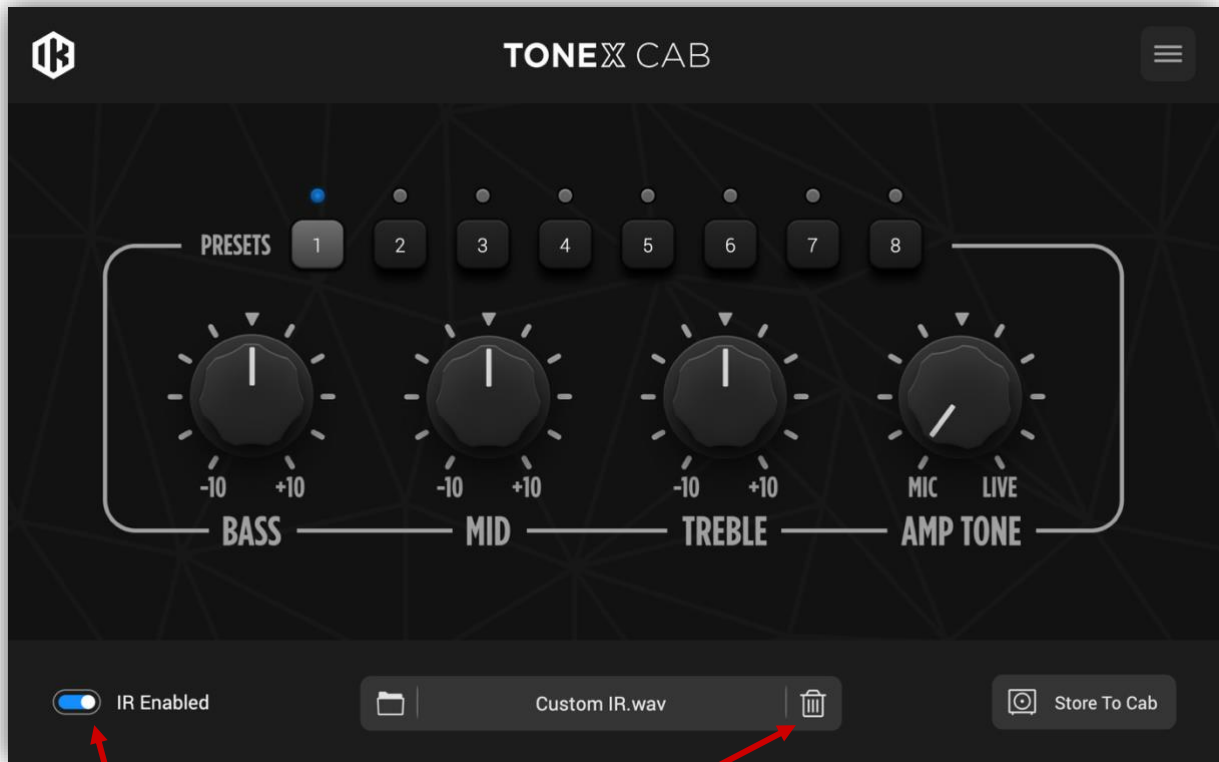 TONEX CAB
PRESETS 1 2 3 4 5 6 7 8
-10 +10 -10 +10 -10 +10 MIC LIVE
BASS MID TREBLE AMP TONE
IR Enabled Custom IR.wav Store To Cab